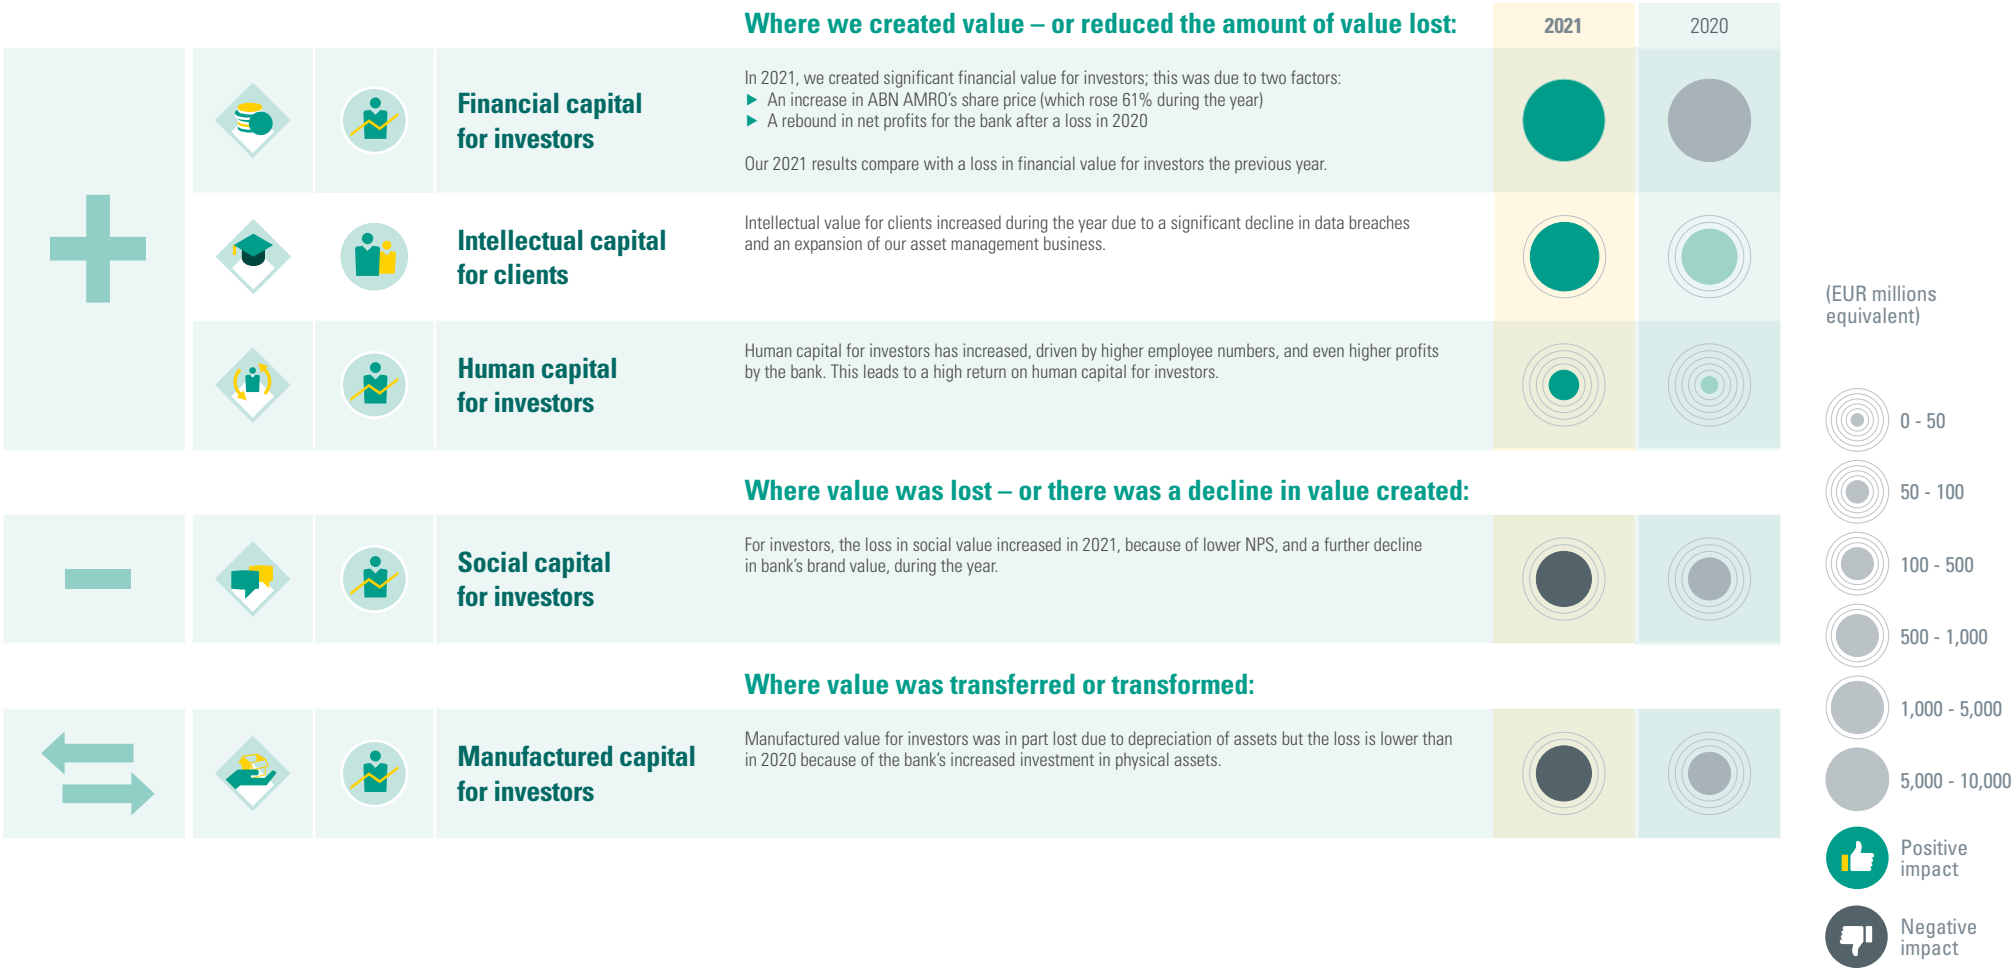 Where we created value – or reduced the amount of value lost:
2021
2020
Financial capital
for investors
In 2021, we created significant financial value for investors; this was due to two factors:
▶ An increase in ABN AMRO’s share price (which rose 61% during the year)
▶ A rebound in net profits for the bank after a loss in 2020
Our 2021 results compare with a loss in financial value for investors the previous year.
Intellectual capital
for clients
Intellectual value for clients increased during the year due to a significant decline in data breaches
and an expansion of our asset management business.
Human capital
for investors
Human capital for investors has increased, driven by higher employee numbers, and even higher profits
by the bank. This leads to a high return on human capital for investors.
Where value was lost – or there was a decline in value created:
Social capital
for investors
For investors, the loss in social value increased in 2021, because of lower NPS, and a further decline
in bank’s brand value, during the year.
Where value was transferred or transformed:
Manufactured capital
for investors
Manufactured value for investors was in part lost due to depreciation of assets but the loss is lower than
in 2020 because of the bank’s increased investment in physical assets.
(EUR millions
equivalent)
0 - 50
50 - 100
100 - 500
500 - 1,000
1,000 - 5,000
5,000 - 10,000
Positive
impact
Negative
impact